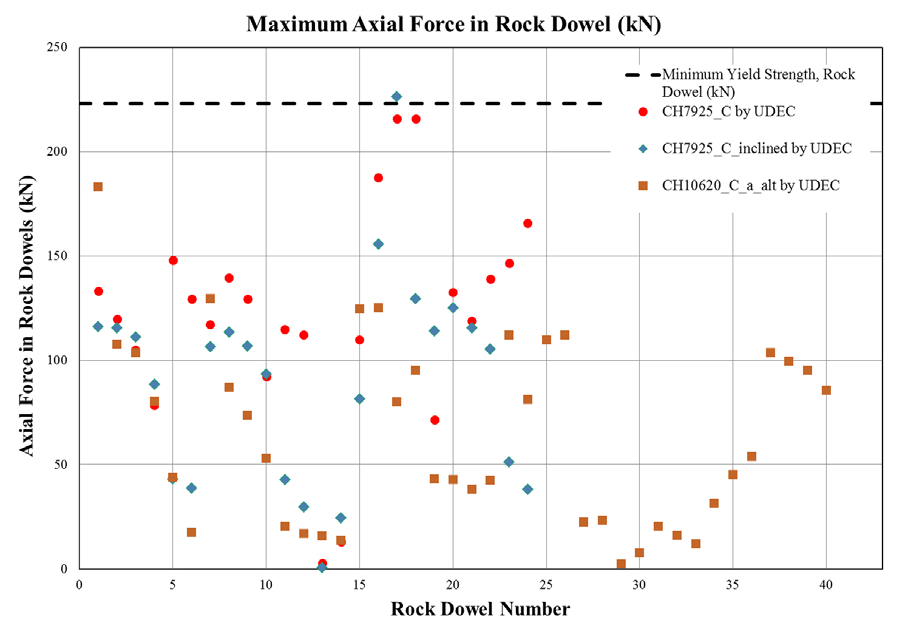 Maximum Axial Force in Rock Dowel (kN)
250
200
150
100
50
0
Axial Force in Rock Dowels (kN)
Minimum Yield Strength, Rock
Dowel (kN)
CH7925_C by UDEC
CH7925_C_inclined by UDEC
CH10620_C_a_alt by UDEC
0 5 10 15 20 25 30 35 40
Rock Dowel Number